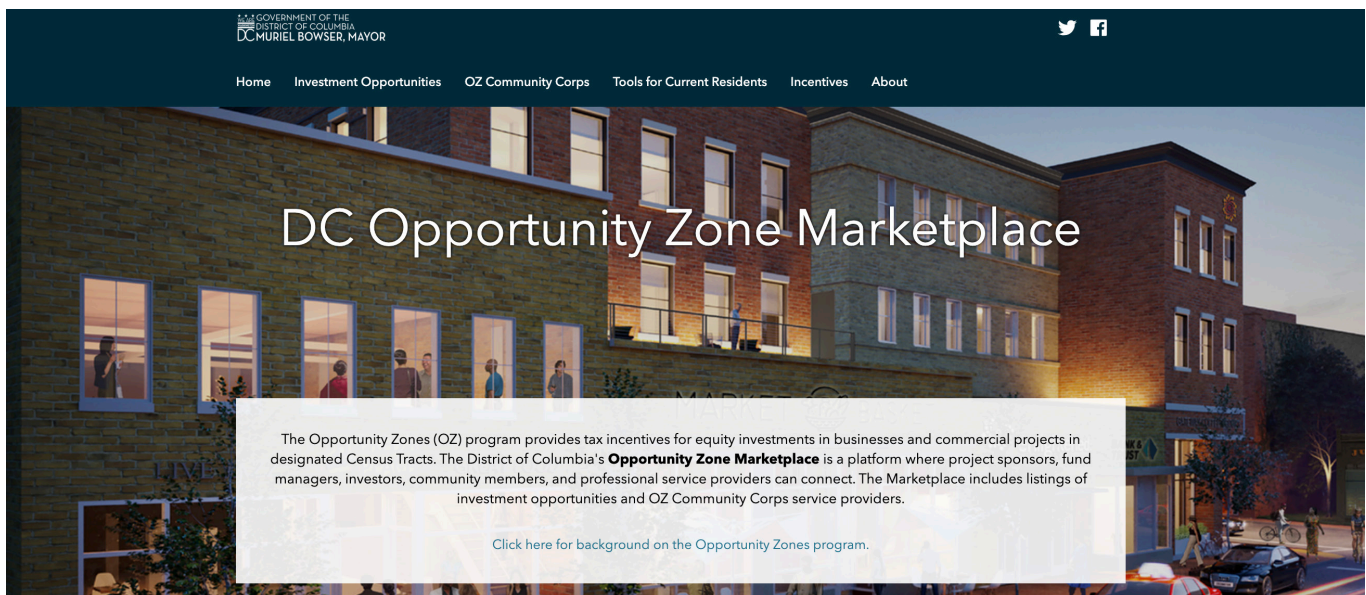 GOVERNMENT OF THE
DISTRICT OF COLUMBIA
DC MURIEL BOWSER, MAYOR
Home Investment Opportunities OZ Community Corps Tools for Current Residents Incentives About
DC Opportunity Zone Marketplace
MARKET
The Opportunity Zones (OZ) program provides tax incentives for equity investments in businesses and commercial projects in
designated Census Tracts. The District of Columbia's Opportunity Zone Marketplace is a platform where project sponsors, fund
managers, investors, community members, and professional service providers can connect. The Marketplace includes listings of
investment opportunities and OZ Community Corps service providers.
Click here for background on the Opportunity Zones program.